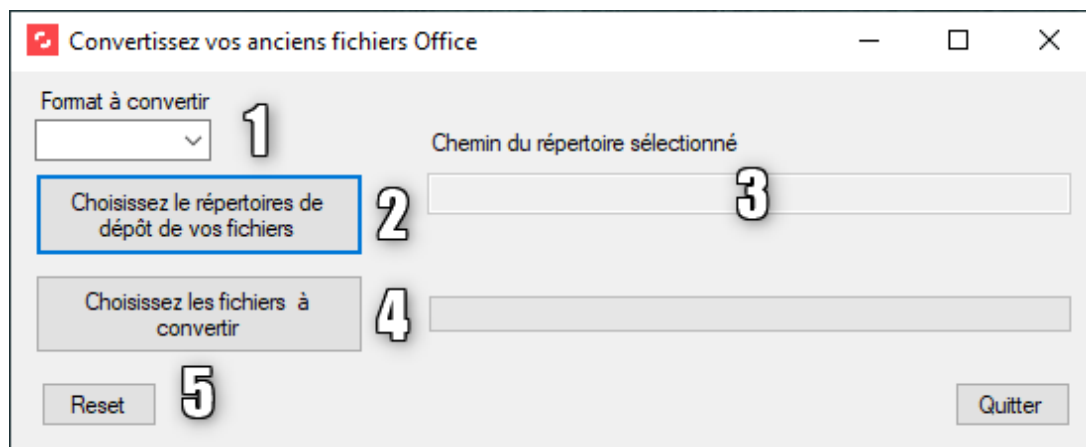 Convertissez vos anciens fichiers Office
Format à convertir
1
Chemin du répertoire sélectionné
Choisissez le répertoires de
dépôt de vos fichiers
2
3
Choisissez les fichiers à
convertir
4
Reset
5
Quitter